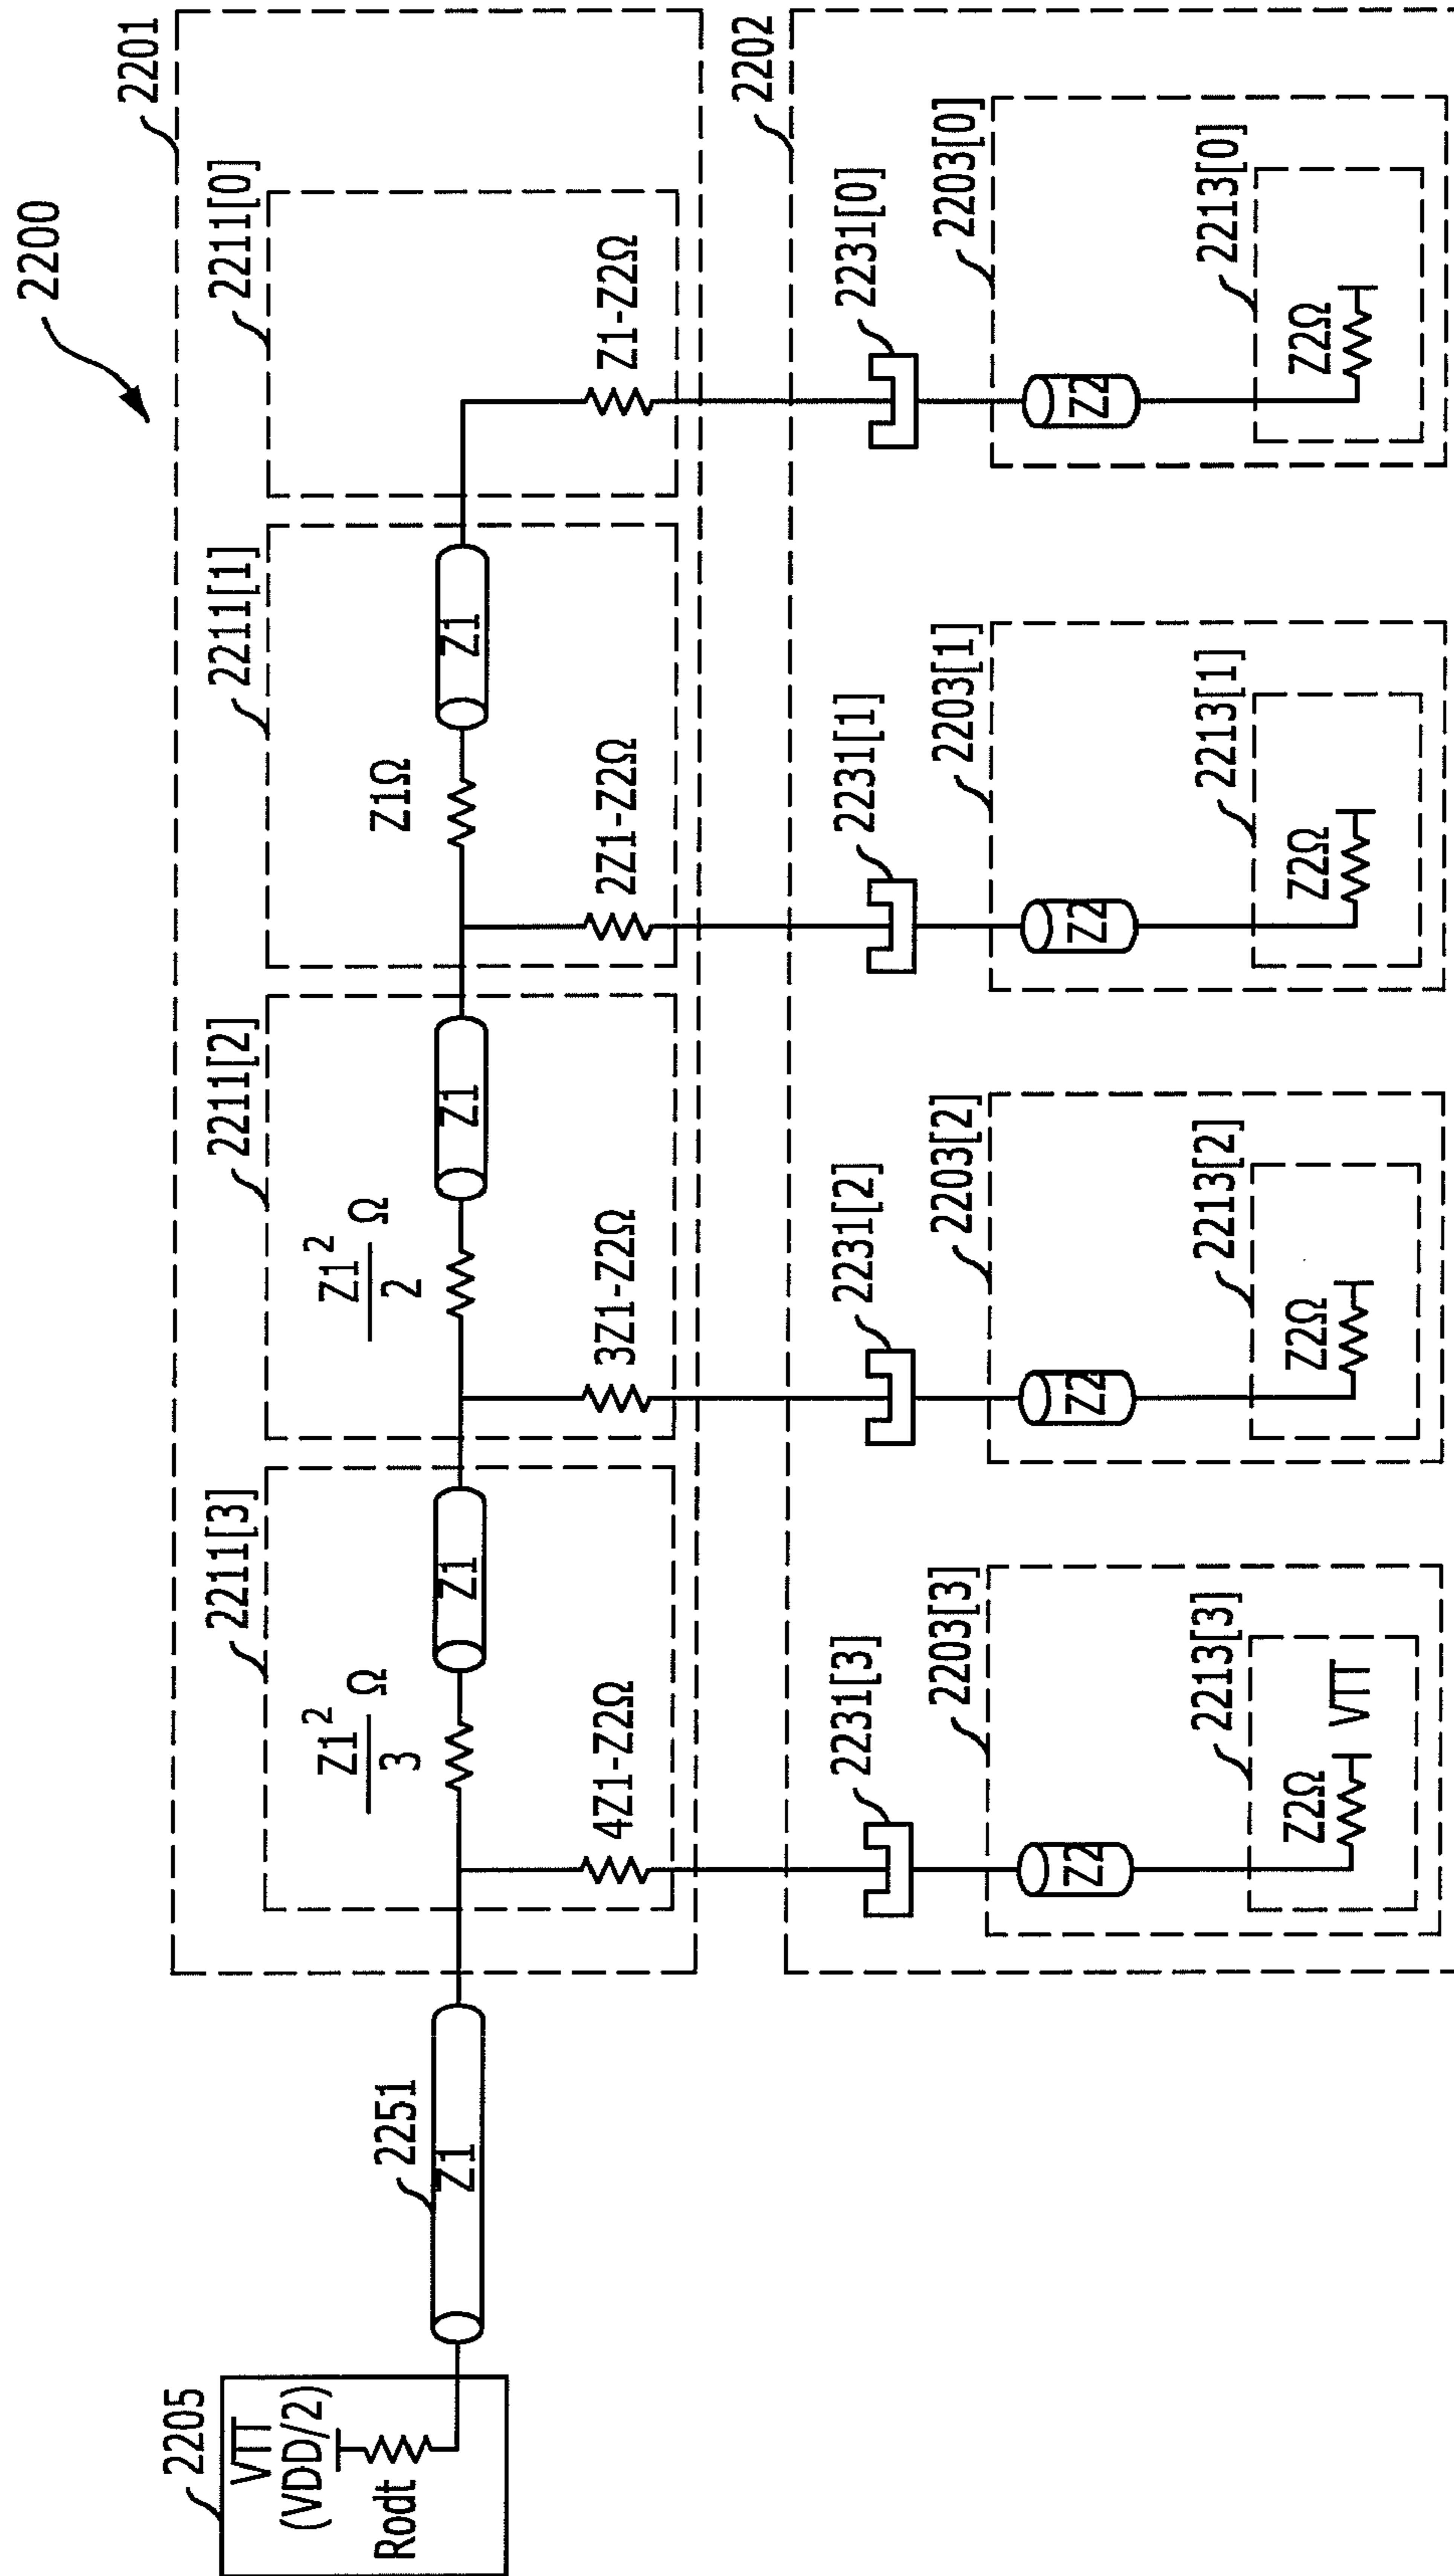 2200
2201
2211[3]
2211[2]
2211[1]
2211[0]
Z1²/3 Ω
Z1²/2 Ω
Z1Ω
Z1
Z1
Z1
4Z1-Z2Ω
3Z1-Z2Ω
2Z1-Z2Ω
Z1-Z2Ω
2205
VTT
(VDD/2)
Rodt
2251
Z1
2202
2231[3]
2231[2]
2231[1]
2231[0]
2203[3]
2203[2]
2203[1]
2203[0]
Z2
Z2
Z2
Z2
2213[3]
2213[2]
2213[1]
2213[0]
Z2Ω
VTT
Z2Ω
Z2Ω
Z2Ω